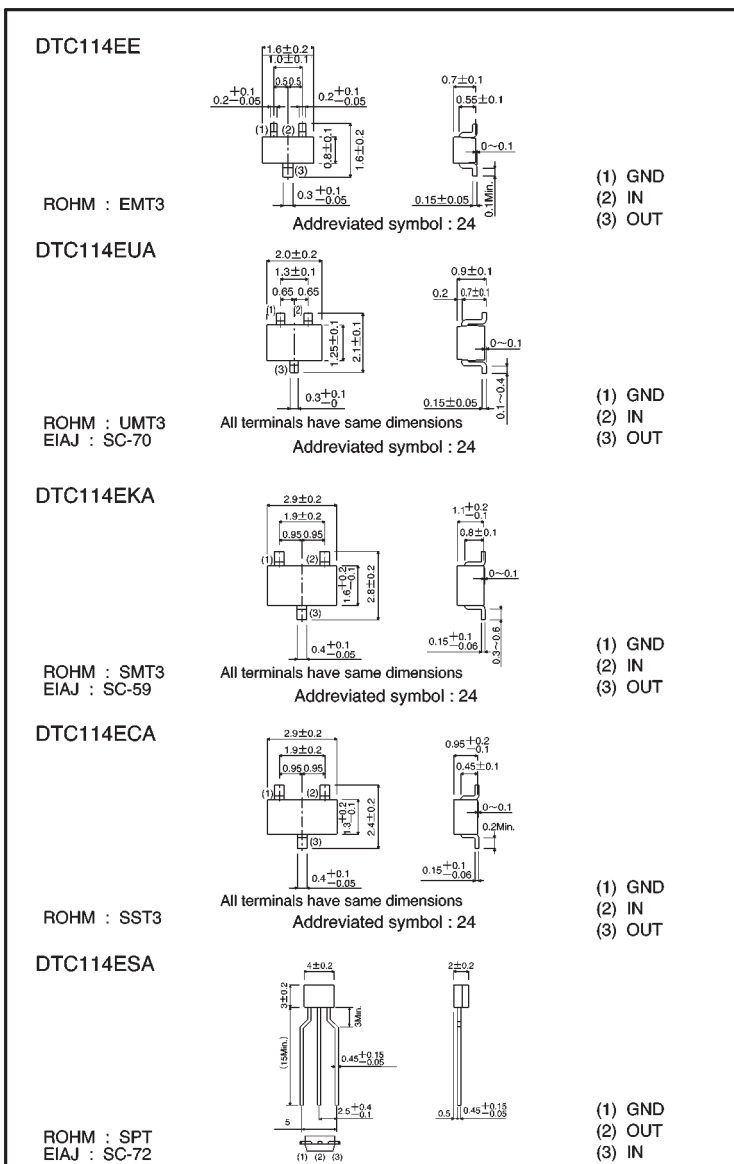 DTC114EE
1.6±0.2
1.0±0.1
0.5 0.5
0.2+0.1−0.05
0.2+0.1−0.05
(1) (2)
(3)
0.8±0.1
1.6±0.2
0.3+0.1−0.05
0.7±0.1
0.55±0.1
0~0.1
0.15±0.05
0.1Min.
ROHM : EMT3
Addreviated symbol : 24
(1) GND
(2) IN
(3) OUT
DTC114EUA
2.0±0.2
1.3±0.1
0.65 0.65
(1) (2)
(3)
1.25±0.1
2.1±0.1
0.3+0.1−0
0.9±0.1
0.2 0.7±0.1
0~0.1
0.15±0.05
0.1~0.4
ROHM : UMT3
EIAJ : SC-70
All terminals have same dimensions
Addreviated symbol : 24
(1) GND
(2) IN
(3) OUT
DTC114EKA
2.9±0.2
1.9±0.2
0.95 0.95
(1) (2)
(3)
1.6+0.2−0.1
2.8±0.2
0.4+0.1−0.05
1.1+0.2−0.1
0.8±0.1
0~0.1
0.15+0.1−0.06
0.3~0.6
ROHM : SMT3
EIAJ : SC-59
All terminals have same dimensions
Addreviated symbol : 24
(1) GND
(2) IN
(3) OUT
DTC114ECA
2.9±0.2
1.9±0.2
0.95 0.95
(1) (2)
(3)
1.3+0.2−0.1
2.4±0.2
0.4+0.1−0.05
0.95+0.2−0.1
0.45±0.1
0~0.1
0.2Min.
0.15+0.1−0.06
ROHM : SST3
All terminals have same dimensions
Addreviated symbol : 24
(1) GND
(2) IN
(3) OUT
DTC114ESA
4±0.2
2±0.2
3±0.2
3Min.
(15Min.)
0.45+0.15−0.05
2.5+0.4−0.1
5
0.5
0.45+0.15−0.05
(1) (2) (3)
ROHM : SPT
EIAJ : SC-72
(1) GND
(2) OUT
(3) IN